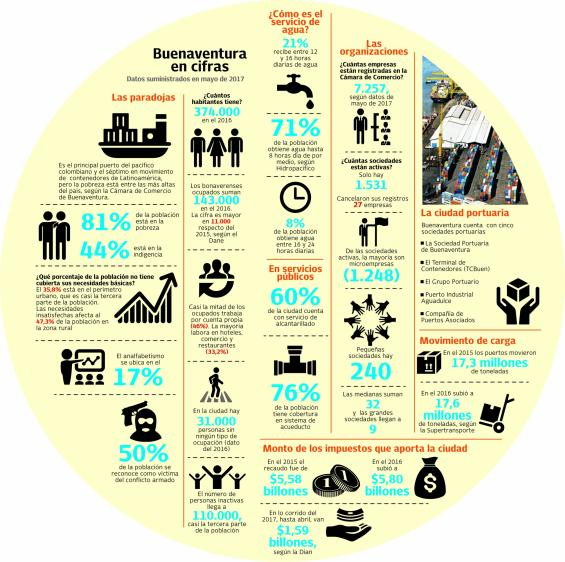 Buenaventura
en cifras
Datos suministrados en mayo de 2017
Las paradojas
Es el principal puerto del pacífico
colombiano y el séptimo en movimiento
de contenedores de Latinoamérica,
pero la pobreza está entre las más altas
del país, según la Cámara de Comercio
de Buenaventura.
81%
de la población
está en la
pobreza
44%
está en la
indigencia
¿Qué porcentaje de la población no tiene
cubierta sus necesidades básicas?
El 35,8% está en el perímetro
urbano, que es casi la tercera
parte de la población.
Las necesidades
insatisfechas afecta al
47,3% de la población en
la zona rural
El analfabetismo
se ubica en el
17%
50%
de la población se
reconoce como víctima
del conflicto armado
¿Cuántos
habitantes tiene?
374.000
en el 2016
Los bonaverenses
ocupados suman
143.000
en el 2016.
La cifra es mayor
en 11.000
respecto del
2015, según el
Dane
Casi la mitad de los
ocupados trabaja
por cuenta propia
(46%). La mayoría
labora en hoteles,
comercio y
restaurantes
(33,2%)
En la ciudad hay
31.000
personas sin
ningún tipo de
ocupación (dato
del 2016)
El número de
personas inactivas
llega a
110.000,
casi la tercera parte
de la población
¿Cómo es el
servicio de
agua?
21%
recibe entre 12
y 16 horas
diarias de agua
71%
de la población
obtiene agua hasta
8 horas día de por
medio, según
Hidropacífico
8%
de la población
obtiene agua
entre 16 y 24
horas diarias
En servicios
públicos
60%
de la ciudad cuenta
con servicio de
alcantarillado
76%
de la población
tiene cobertura
en sistema de
acueducto
Las
organizaciones
¿Cuántas empresas
están registradas en la
Cámara de Comercio?
7.257,
según datos de
mayo de 2017
¿Cuántas sociedades
están activas?
Solo hay
1.531
Cancelaron sus registros
27 empresas
De las sociedades
activas, la mayoría son
microempresas
(1.248)
Pequeñas
sociedades hay
240
Las medianas suman
32
y las grandes
sociedades llegan a
9
La ciudad portuaria
Buenaventura cuenta con cinco
sociedades portuarias
■ La Sociedad Portuaria
de Buenaventura
■ El Terminal de
Contenedores (TCBuen)
■ El Grupo Portuario
■ Puerto Industrial
Aguadulce
■ Compañía de
Puertos Asociados
Movimiento de carga
En el 2015 los puertos movieron
17,3 millones
de toneladas
En el 2016 subió a
17,6
millones
de toneladas, según
la Supertransporte
Monto de los impuestos que aporta la ciudad
En el 2015 el
recaudo fue de
$5,58
billones
En el 2016
subió a
$5,80
billones
$
En lo corrido del
2017, hasta abril, van
$1,59
billones,
según la Dian